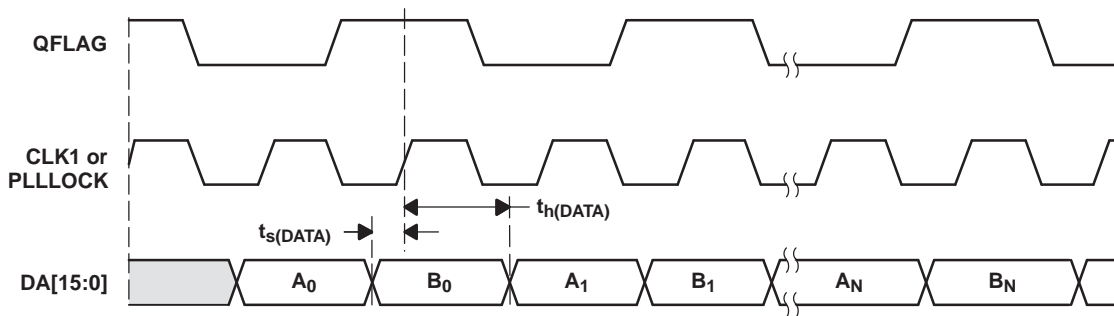 QFLAG
CLK1 or
PLLLOCK
th(DATA)
ts(DATA)
DA[15:0]
A0
B0
A1
B1
AN
BN